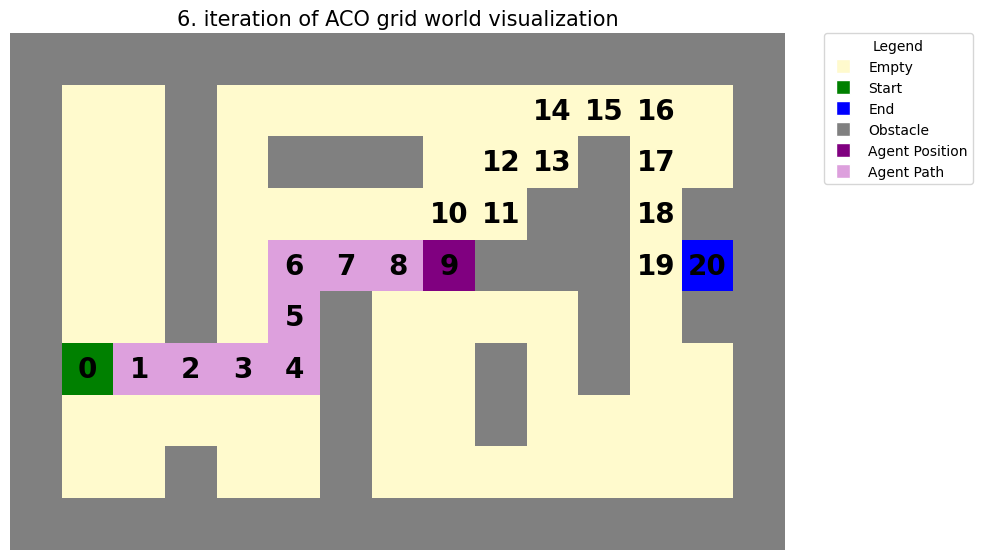 6. iteration of ACO grid world visualization
14 15 16
12 13 17
10 11 18
6 7 8 9 19 20
5
0 1 2 3 4
Legend
Empty
Start
End
Obstacle
Agent Position
Agent Path